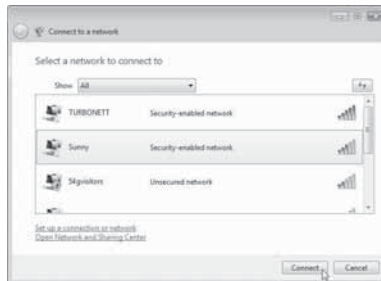 Connect to a network
Select a network to connect to
Show All
TURBONETT Security-enabled network
Sunny Security-enabled network
54gvisitors Unsecured network
Set up a connection or network
Open Network and Sharing Center
Connect Cancel